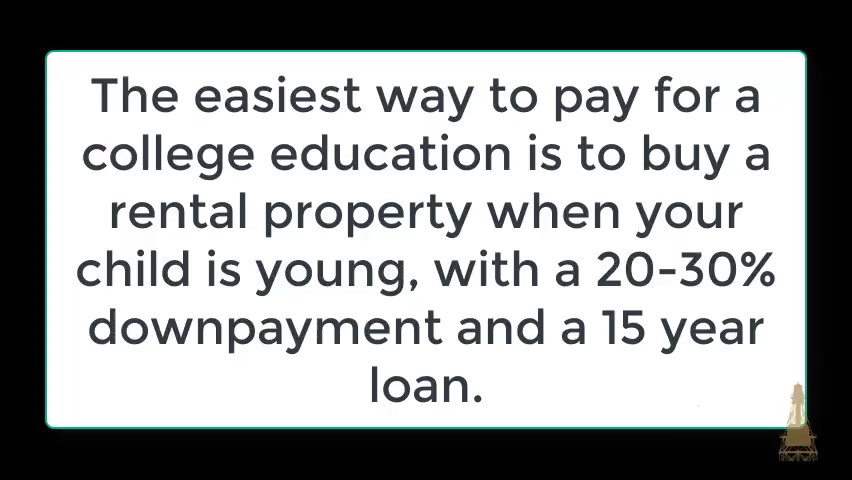 The easiest way to pay for a
college education is to buy a
rental property when your
child is young, with a 20-30%
downpayment and a 15 year
loan.